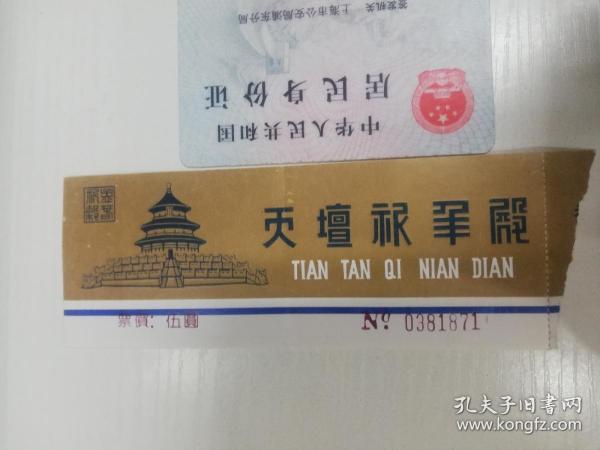 签发机关 上海市公安局浦东分局
居民身份证
中华人民共和国
天壇祈年殿
TIAN TAN QI NIAN DIAN
票價：伍圓
№ 0381871
孔夫子旧书网
www.kongfz.com